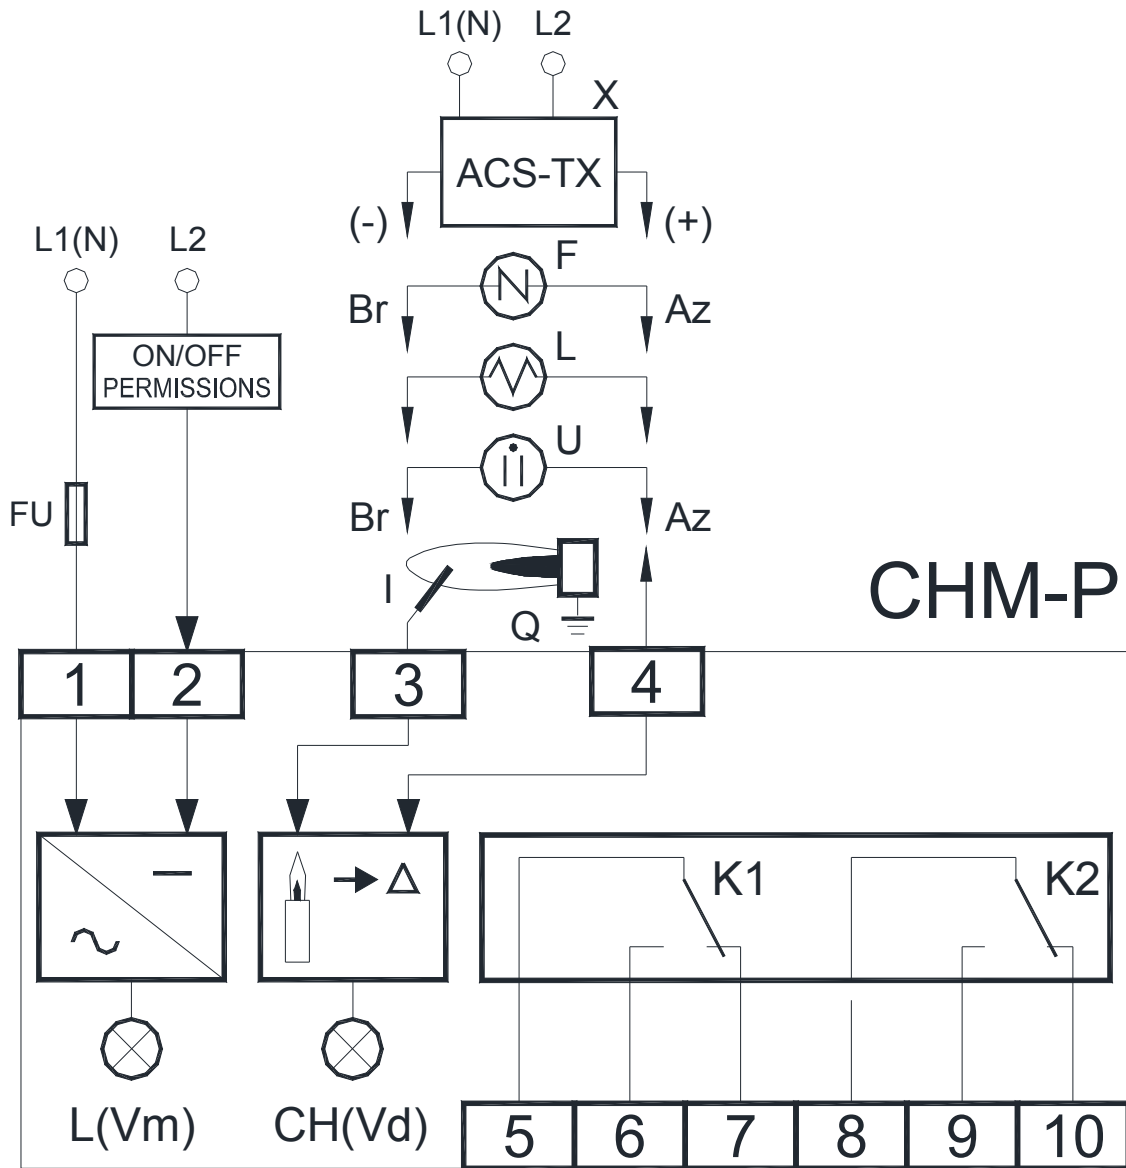 L1(N) L2
X
ACS-TX
(-) (+)
L1(N) L2
F
Br Az
ON/OFF
PERMISSIONS
L
U
FU
Br Az
I
CHM-P
Q
1 2 3 4
K1 K2
L(Vm) CH(Vd)
5 6 7 8 9 10